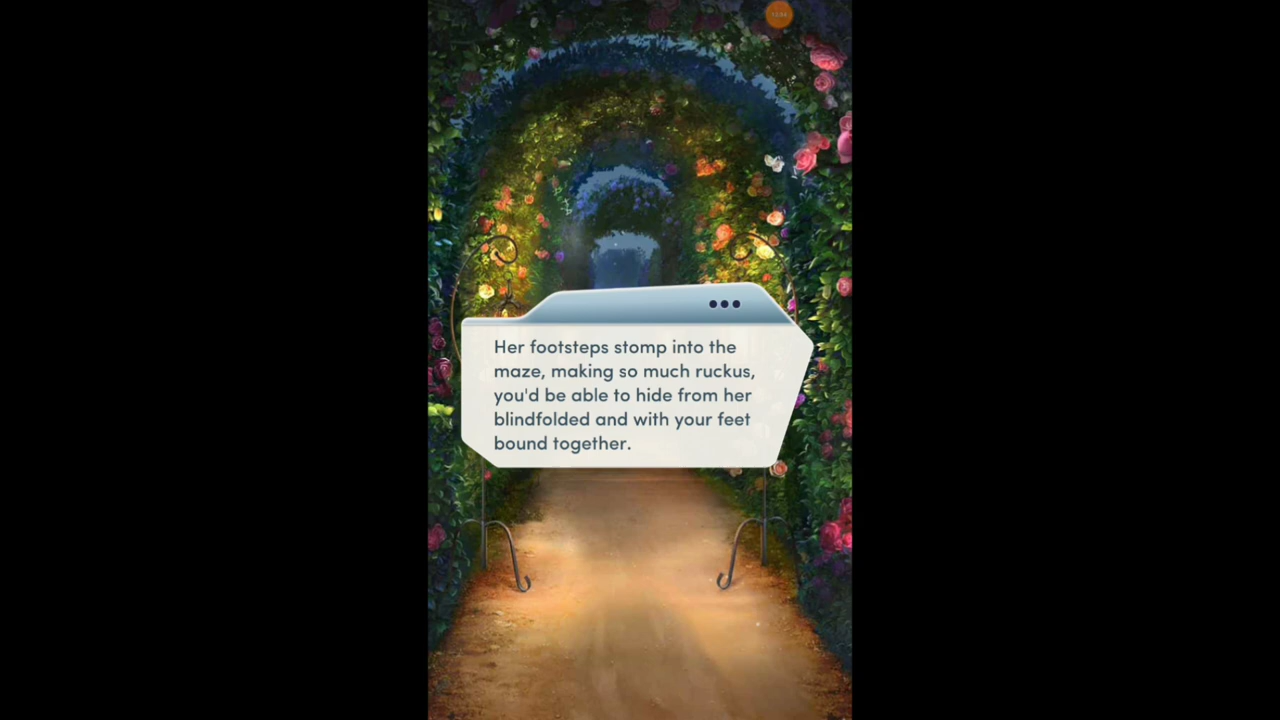 Her footsteps stomp into the
maze, making so much ruckus,
you'd be able to hide from her
blindfolded and with your feet
bound together.